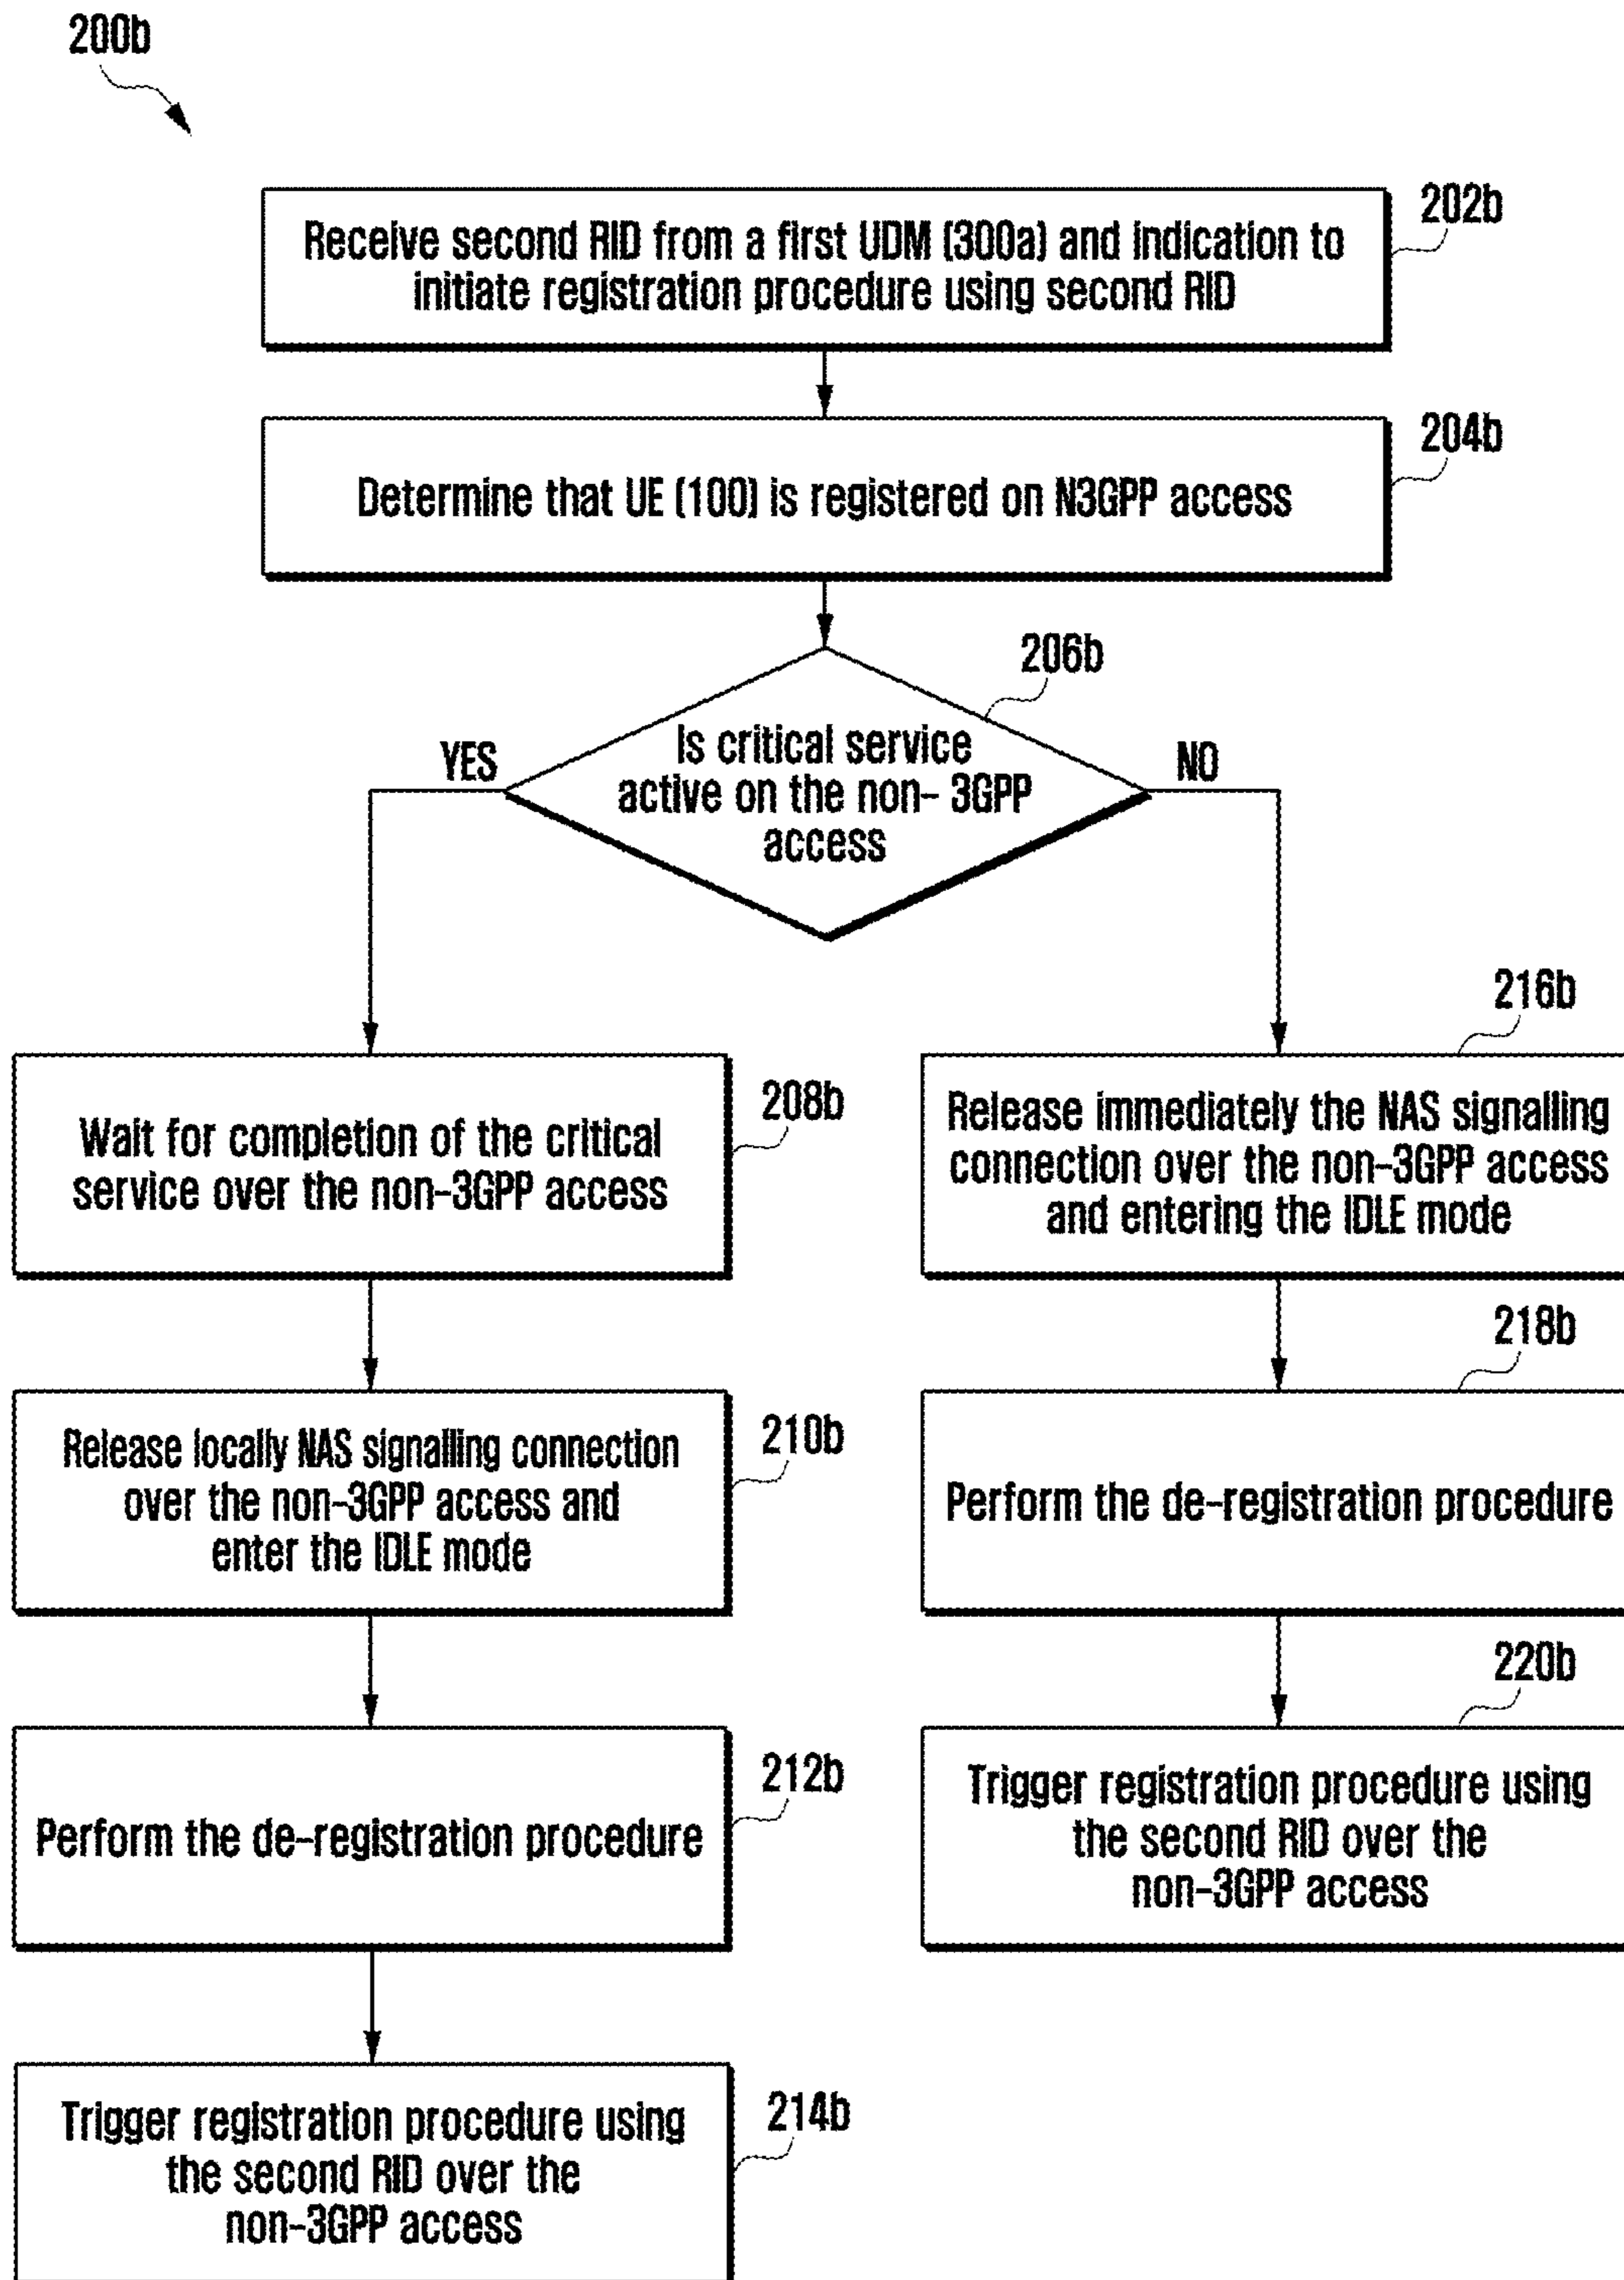 200b
202b
Receive second RID from a first UDM (300a) and indication to
initiate registration procedure using second RID
204b
Determine that UE (100) is registered on N3GPP access
206b
Is critical service
active on the non- 3GPP
access
YES
NO
208b
Wait for completion of the critical
service over the non-3GPP access
210b
Release locally NAS signalling connection
over the non-3GPP access and
enter the IDLE mode
212b
Perform the de-registration procedure
214b
Trigger registration procedure using
the second RID over the
non-3GPP access
216b
Release immediately the NAS signalling
connection over the non-3GPP access
and entering the IDLE mode
218b
Perform the de-registration procedure
220b
Trigger registration procedure using
the second RID over the
non-3GPP access